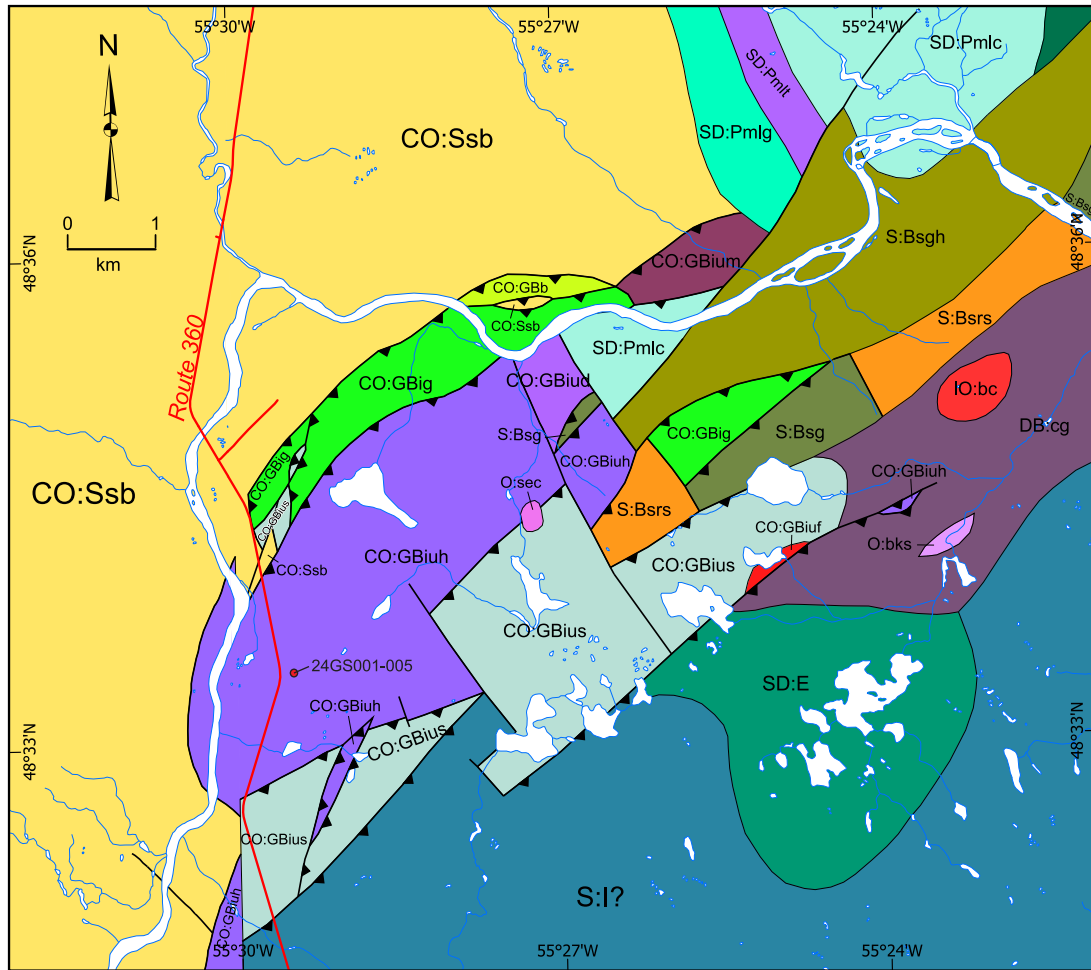 55°30'W
55°27'W
55°24'W
N
0 1
km
CO:Ssb
SD:Pmlc
SD:Pmlt
SD:Pmlg
S:Bsgh
48°36'N
48°36'N
CO:GBium
CO:GBb
CO:Ssb
S:Bsrs
SD:Pmlc
Route 360
CO:GBig
CO:GBiud
IO:bc
DB:cg
S:Bsg
CO:GBig
S:Bsg
CO:GBiuh
CO:GBig
CO:GBiuh
O:sec
S:Bsrs
CO:Ssb
CO:GBius
CO:GBiuf
O:bks
CO:GBiuh
CO:GBius
CO:Ssb
CO:GBius
24GS001-005
SD:E
CO:GBiuh
CO:GBius
48°33'N
48°33'N
CO:GBius
S:I?
CO:GBiuh
55°30'W
55°27'W
55°24'W